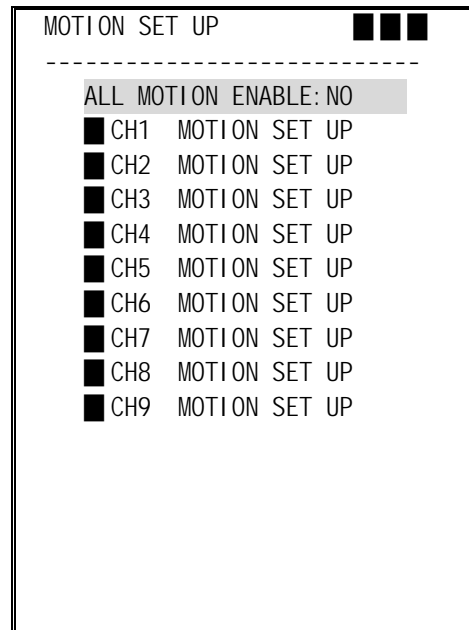 MOTION SET UP ■■■
----------------------------
ALL MOTION ENABLE:NO
■CH1 MOTION SET UP
■CH2 MOTION SET UP
■CH3 MOTION SET UP
■CH4 MOTION SET UP
■CH5 MOTION SET UP
■CH6 MOTION SET UP
■CH7 MOTION SET UP
■CH8 MOTION SET UP
■CH9 MOTION SET UP